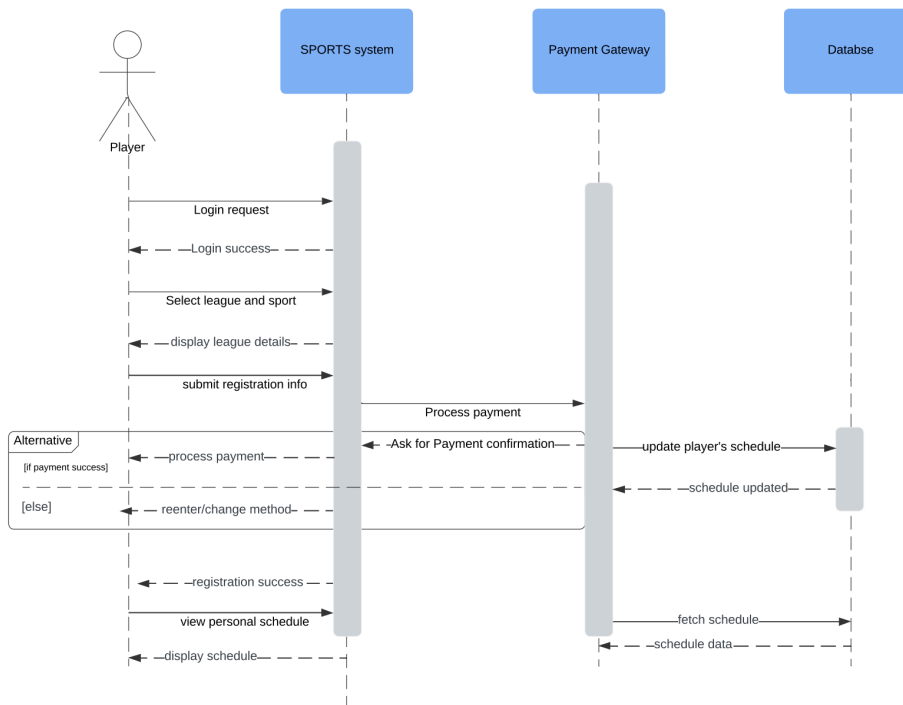 SPORTS system
Payment Gateway
Databse
Player
Login request
Login success
Select league and sport
display league details
submit registration info
Process payment
Alternative
Ask for Payment confirmation
update player's schedule
[if payment success]
process payment
schedule updated
[else]
reenter/change method
registration success
view personal schedule
fetch schedule
schedule data
display schedule